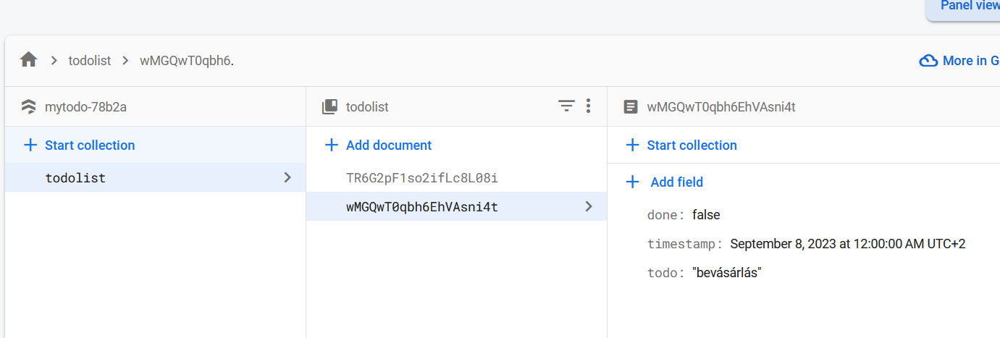 Panel view
todolist wMGQwT0qbh6.
More in G
mytodo-78b2a
todolist
wMGQwT0qbh6EhVAsni4t
Start collection
Add document
Start collection
todolist
TR6G2pF1so2ifLc8L08i
Add field
wMGQwT0qbh6EhVAsni4t
done: false
timestamp: September 8, 2023 at 12:00:00 AM UTC+2
todo: "bevásárlás"